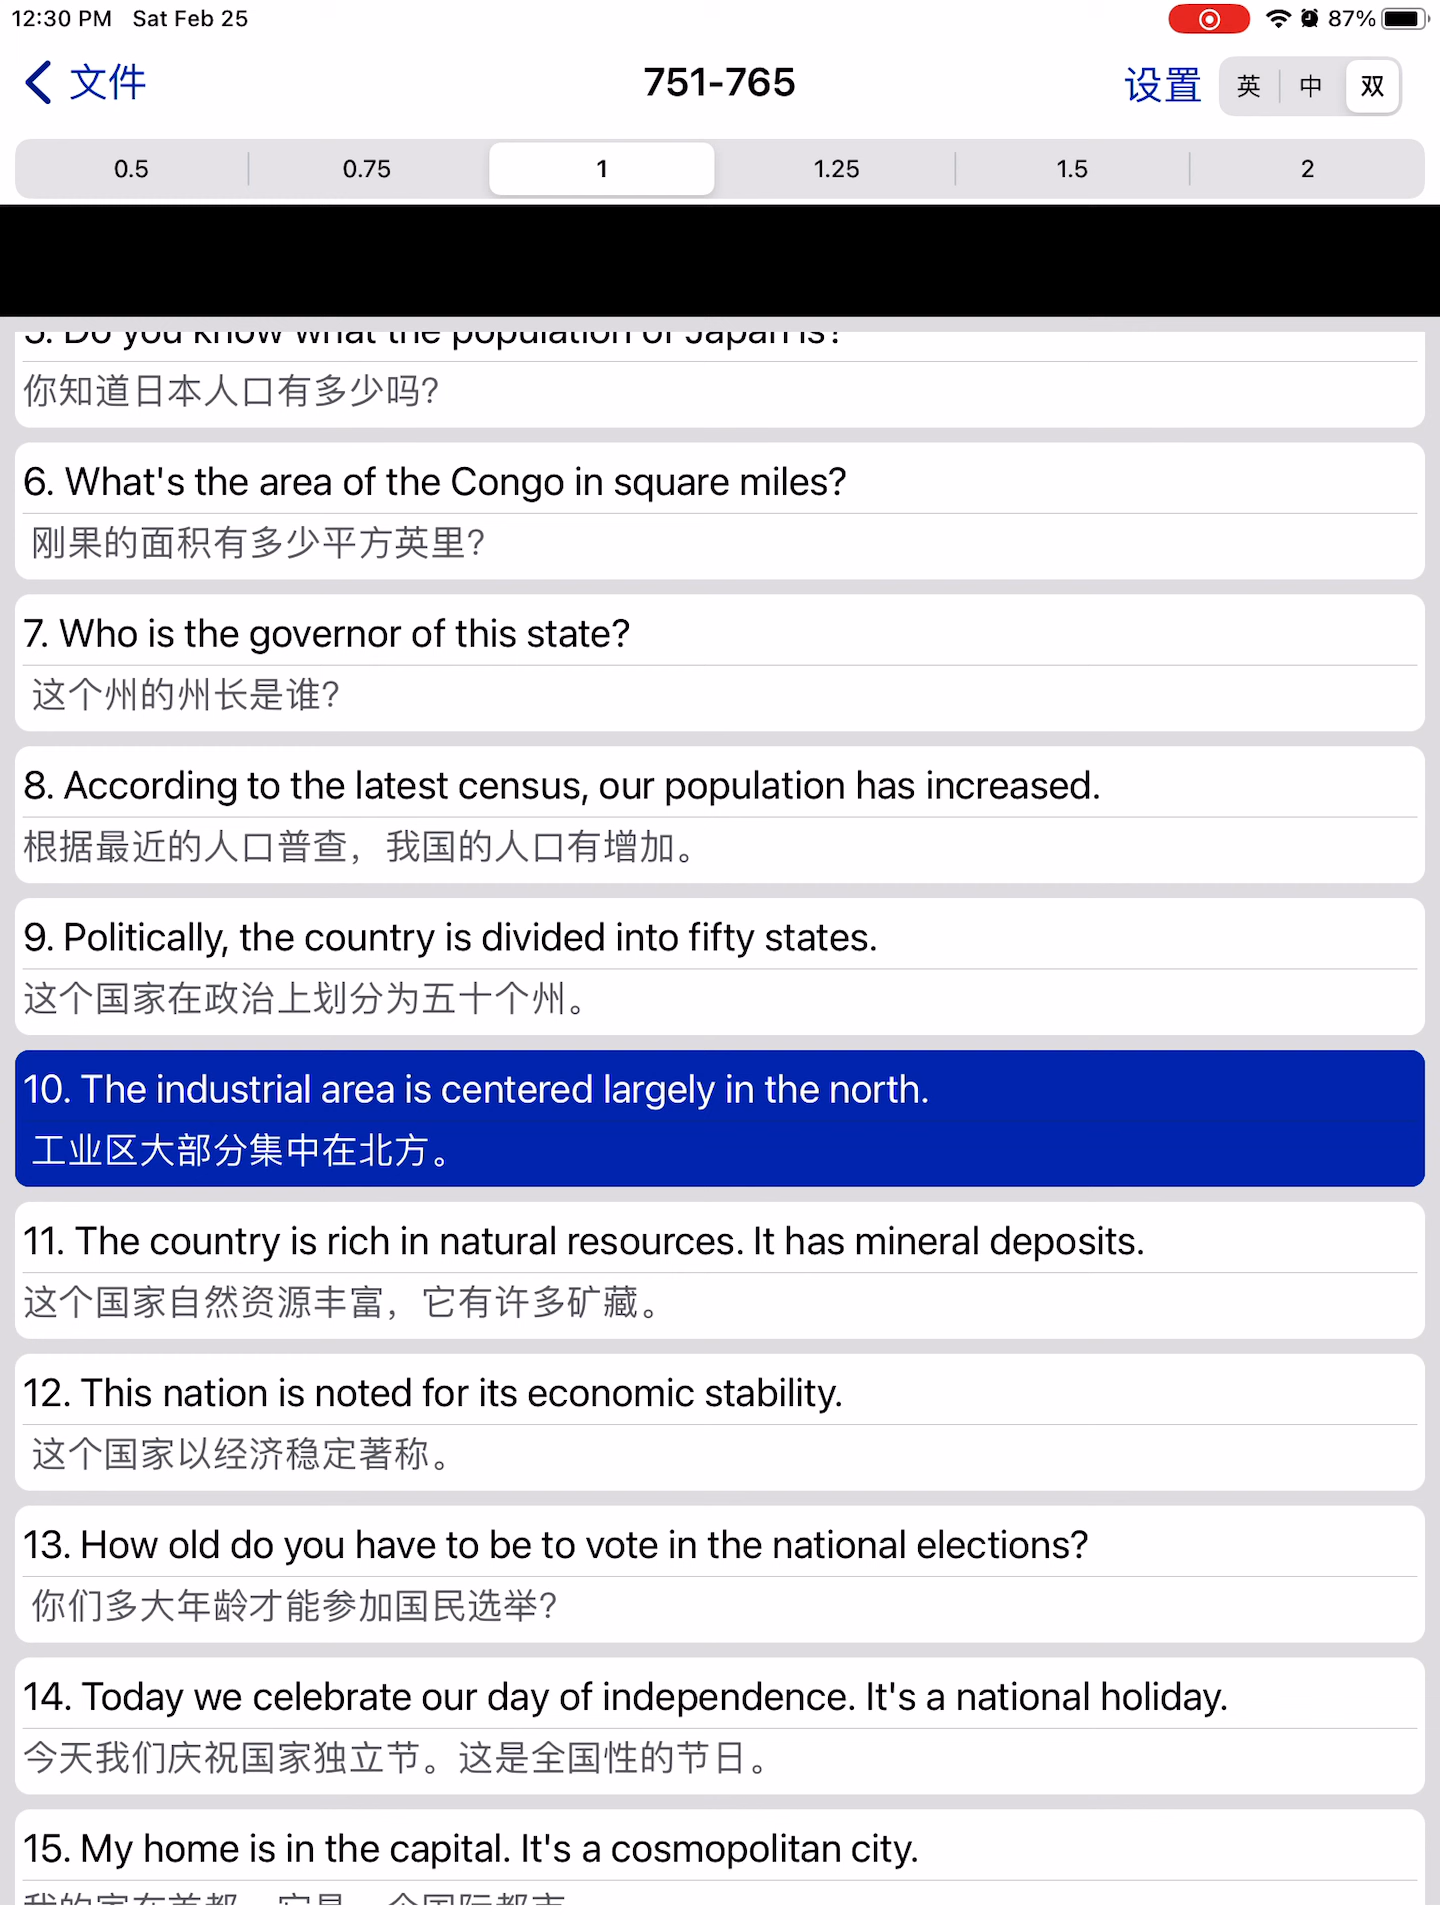 12:30 PM Sat Feb 25 87%
文件 751-765 设置 英 中 双
0.5 0.75 1 1.25 1.5 2
5. Do you know what the population of Japan is?
你知道日本人口有多少吗?
6. What's the area of the Congo in square miles?
刚果的面积有多少平方英里?
7. Who is the governor of this state?
这个州的州长是谁?
8. According to the latest census, our population has increased.
根据最近的人口普查，我国的人口有增加。
9. Politically, the country is divided into fifty states.
这个国家在政治上划分为五十个州。
10. The industrial area is centered largely in the north.
工业区大部分集中在北方。
11. The country is rich in natural resources. It has mineral deposits.
这个国家自然资源丰富，它有许多矿藏。
12. This nation is noted for its economic stability.
这个国家以经济稳定著称。
13. How old do you have to be to vote in the national elections?
你们多大年龄才能参加国民选举?
14. Today we celebrate our day of independence. It's a national holiday.
今天我们庆祝国家独立节。这是全国性的节日。
15. My home is in the capital. It's a cosmopolitan city.